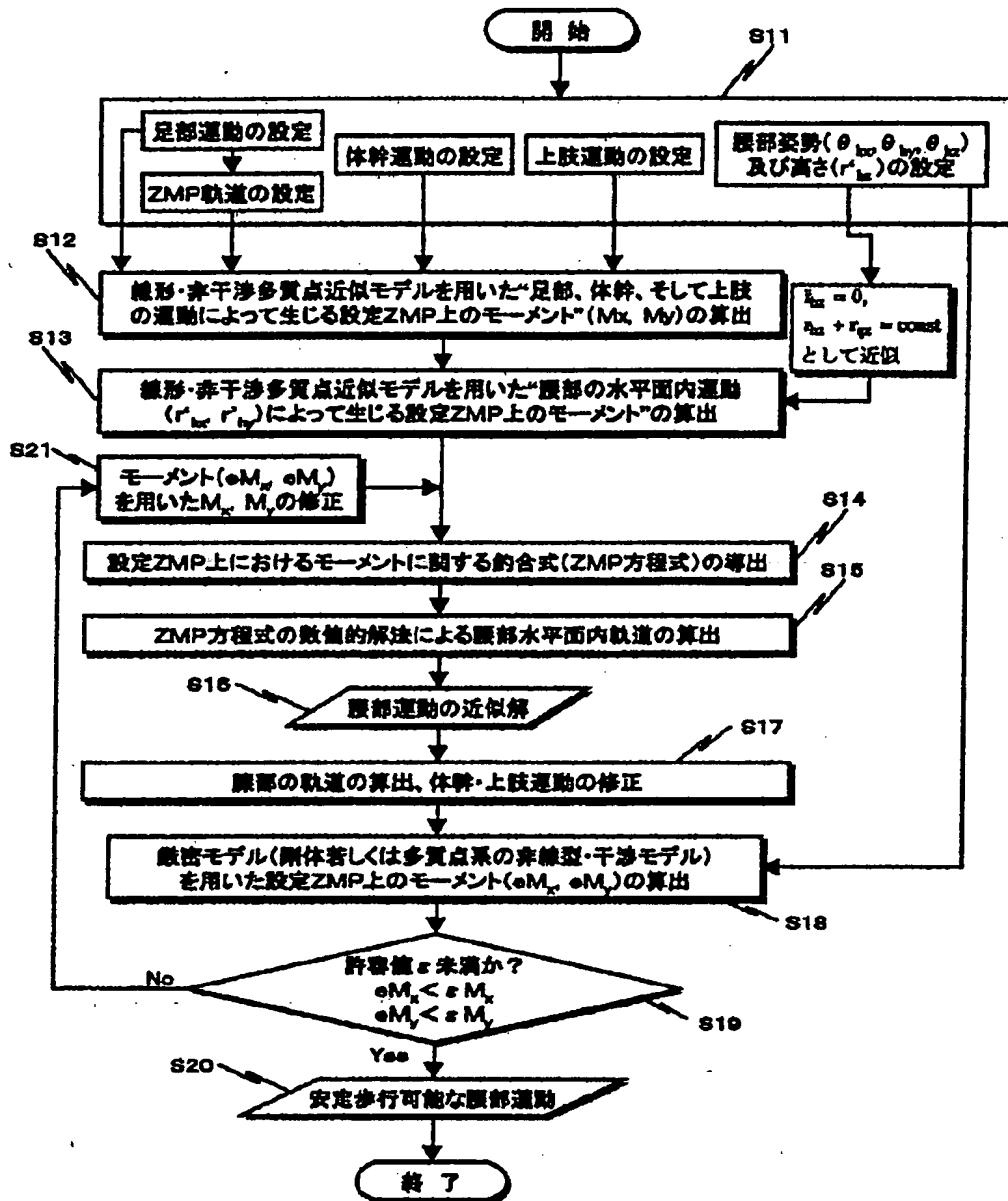 開 始
S11
足部運動の設定
ZMP軌道の設定
体幹運動の設定
上肢運動の設定
腰部姿勢(θhx, θhy, θhz)
及び高さ(r'hz)の設定
S12
線形・非干渉多質点近似モデルを用いた“足部、体幹、そして上肢
の運動によって生じる設定ZMP上のモーメント”(Mx, My)の算出
= 0,
= const
として近似
S13
線形・非干渉多質点近似モデルを用いた“腰部の水平面内運動
(r'hx, r'hy)によって生じる設定ZMP上のモーメント”の算出
S21
モーメント(eMx, eMy)
を用いたMx, Myの修正
S14
設定ZMP上におけるモーメントに関する釣合式(ZMP方程式)の導出
S15
ZMP方程式の数値的解法による腰部水平面内軌道の算出
S16
腰部運動の近似解
S17
腰部の軌道の算出、体幹・上肢運動の修正
厳密モデル(剛体若しくは多質点系の非線型・干渉モデル)
を用いた設定ZMP上のモーメント(eMx, eMy)の算出
S18
許容値ε未満か?
eMx < ε Mx
eMy < ε My
No
S19
Yes
S20
安定歩行可能な腰部運動
終 了